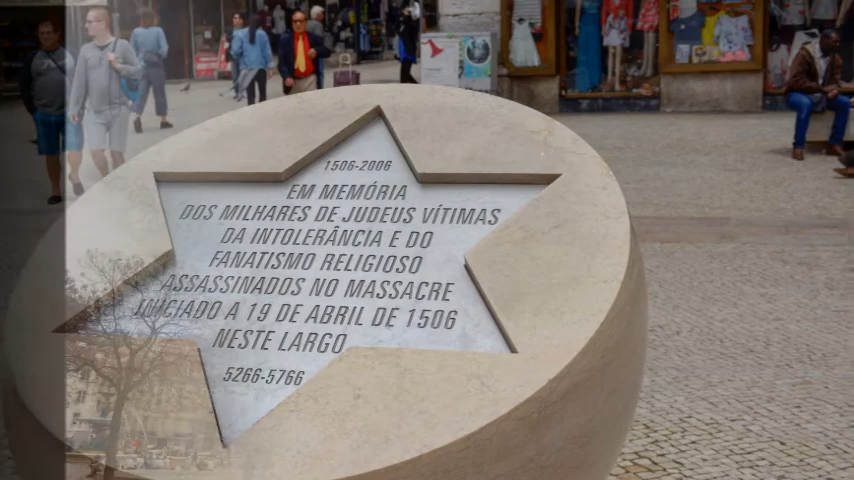 1506-2006
EM MEMÓRIA
DOS MILHARES DE JUDEUS VÍTIMAS
DA INTOLERÂNCIA E DO
FANATISMO RELIGIOSO
ASSASSINADOS NO MASSACRE
INICIADO A 19 DE ABRIL DE 1506
NESTE LARGO
5266-5766